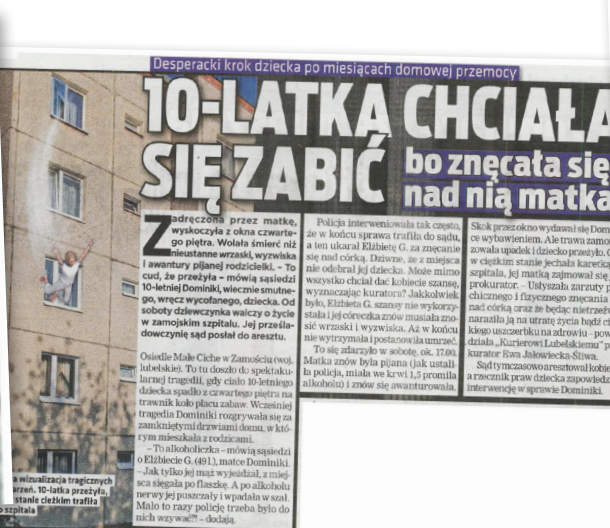 Desperacki krok dziecka po miesiącach domowej przemocy
10-LATKA CHCIAŁA
SIĘ ZABIĆ
bo znęcała się
nad nią matka
Zadręczona przez matkę,
wyskoczyła z okna czwarte-
go piętra. Wolała śmierć niż
nieustanne wrzaski, wyzwiska
i awantury pijanej rodzicielki. – To
cud, że przeżyła – mówią sąsiedzi
10-letniej Dominiki, wiecznie smutne-
go, wręcz wycofanego, dziecka. Od
soboty dziewczynka walczy o życie
w zamojskim szpitalu. Jej prześla-
dowczynię sąd posłał do aresztu.
Osiedle Małe Ciche w Zamościu (woj.
lubelskie). To tu doszło do spektaku-
larnej tragedii, gdy ciało 10-letniego
dziecka spadło z czwartego piętra na
trawnik koło placu zabaw. Wcześniej
tragedia Dominiki rozgrywała się za
zamkniętymi drzwiami domu, w któ-
rym mieszkała z rodzicami.
– To alkoholiczka – mówią sąsiedzi
o Elżbiecie G. (49 l.), matce Dominiki.
– Jak tylko jej mąż wyjeżdżał, z miej-
sca sięgała po flaszkę. A po alkoholu
nerwy jej puszczały i wpadała w szał.
Mało to razy policję trzeba było do
nich wzywać?! – dodają.
Policja interweniowała tak często,
że w końcu sprawa trafiła do sądu,
a ten ukarał Elżbietę G. za znęcanie
się nad córką. Dziwne, że z miejsca
nie odebrał jej dziecka. Może mimo
wszystko chciał dać kobiecie szansę,
wyznaczając kuratora? Jakkolwiek
było, Elżbieta G. szansy nie wykorzy-
stała i jej córeczka znów musiała zno-
sić wrzaski i wyzwiska. Aż w końcu
nie wytrzymała i postanowiła umrzeć.
To się zdarzyło w sobotę, ok. 17.00.
Matka znów była pijana (jak ustali-
ła policja, miała we krwi 1,5 promila
alkoholu) i znów się awanturowała.
Skok przez okno wydawał się Dom
ce wybawieniem. Ale trawa zamo
zowała upadek i dziecko przeżyło. G
w ciężkim stanie jechała karetką
szpitala, jej matką zajmował się
prokurator. – Usłyszała zarzuty p
chicznego i fizycznego znęcania
nad córką oraz że będąc nietrzeźw
naraziła ją na utratę życia bądź ci
kiego uszczerbku na zdrowiu – pow
działa „Kurierowi Lubelskiemu” p
kurator Ewa Jałowiecka-Śliwa.
Sąd tymczasowo aresztował kobie
a rzecznik praw dziecka zapowiedz
interwencję w sprawie Dominiki.
a wizualizacja tragicznych
arzeń. 10-latka przeżyła,
stanie ciężkim trafiła
o szpitala